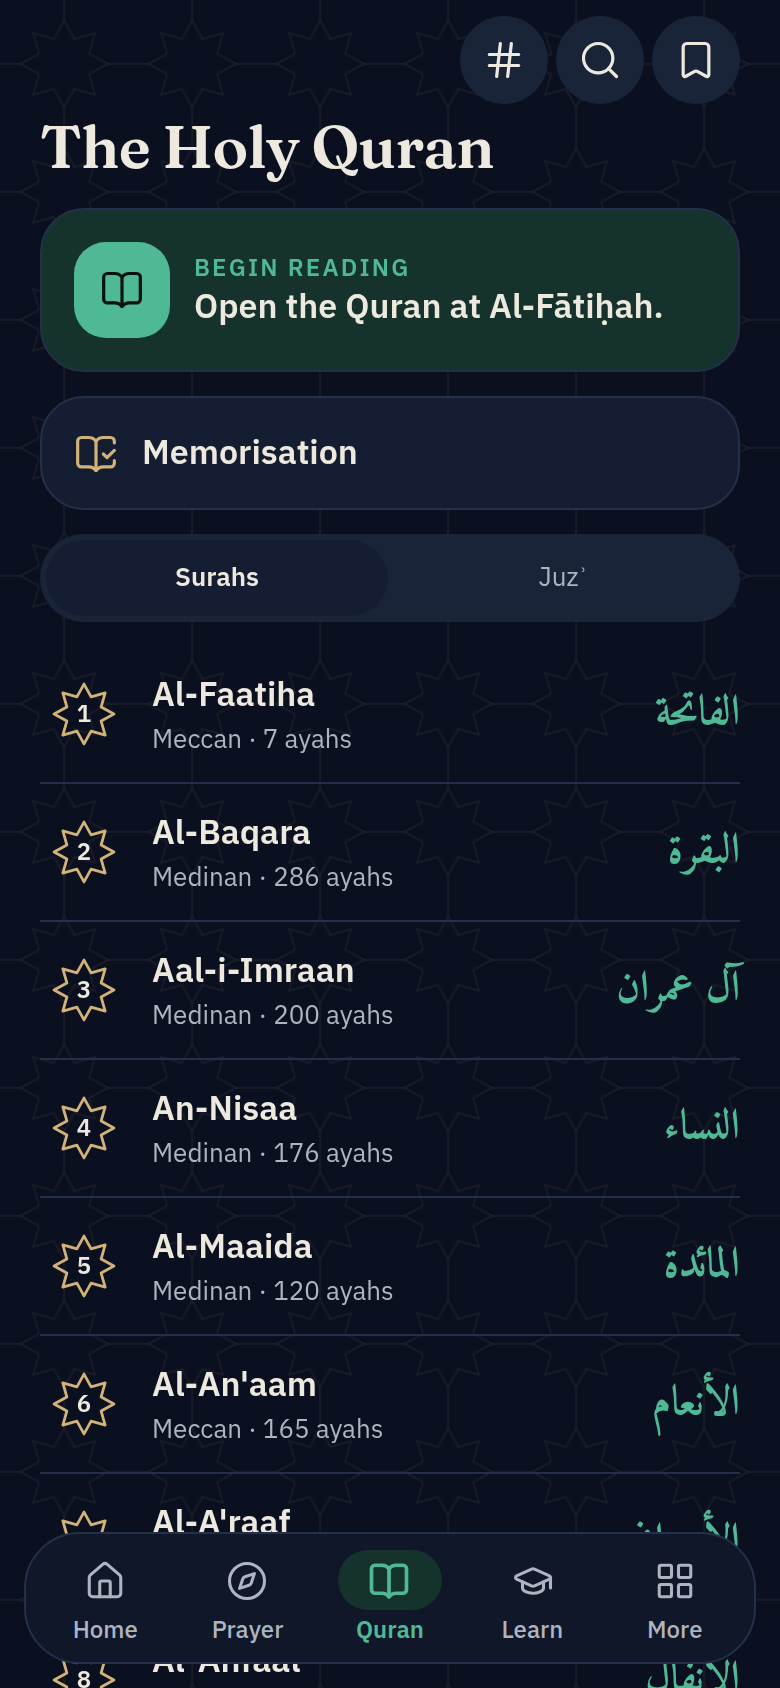 The Holy Quran
BEGIN READING
Open the Quran at Al-Fātiḥah.
Memorisation
Surahs
Juzʾ
1
Al-Faatiha
Meccan · 7 ayahs
الفاتحة
2
Al-Baqara
Medinan · 286 ayahs
البقرة
3
Aal-i-Imraan
Medinan · 200 ayahs
آل عمران
4
An-Nisaa
Medinan · 176 ayahs
النساء
5
Al-Maaida
Medinan · 120 ayahs
المائدة
6
Al-An'aam
Meccan · 165 ayahs
الأنعام
Al-A'raaf
8
الأنفال
Home
Prayer
Quran
Learn
More